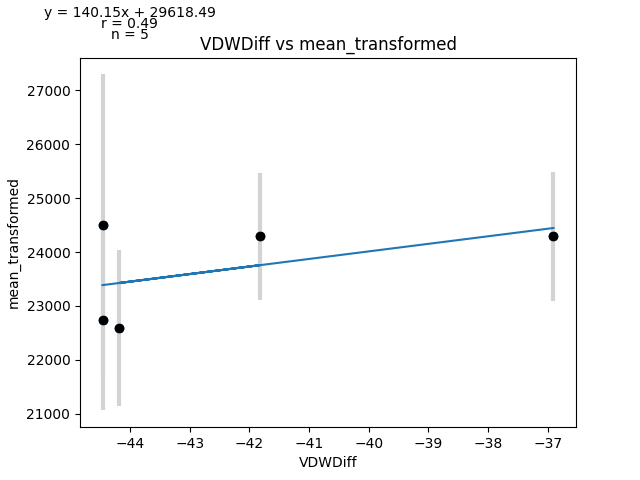 y = 140.15x + 29618.49
r = 0.49
n = 5
VDWDiff vs mean_transformed
27000
26000
25000
24000
23000
22000
21000
mean_transformed
−44
−43
−42
−41
−40
−39
−38
−37
VDWDiff